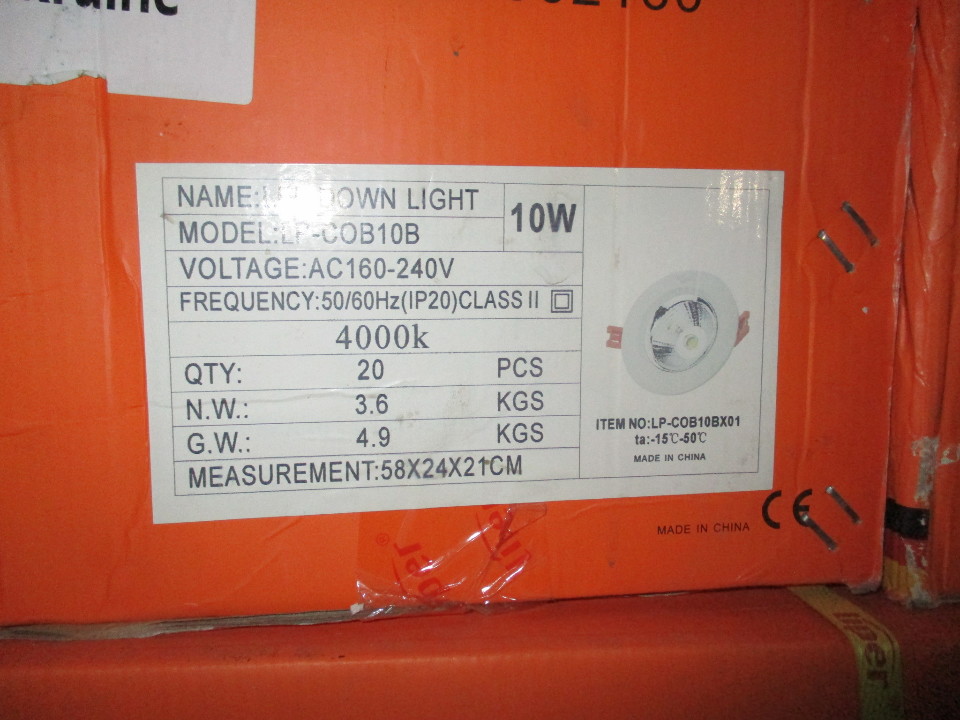 NAME: DOWN LIGHT
10W
MODEL:LP-COB10B
VOLTAGE:AC160-240V
FREQUENCY:50/60Hz(IP20)CLASS II
4000k
QTY: 20 PCS
N.W.: 3.6 KGS
G.W.: 4.9 KGS
MEASUREMENT:58X24X21CM
ITEM NO:LP-COB10BX01
ta:-15℃-50℃
MADE IN CHINA
MADE IN CHINA
CE
liper